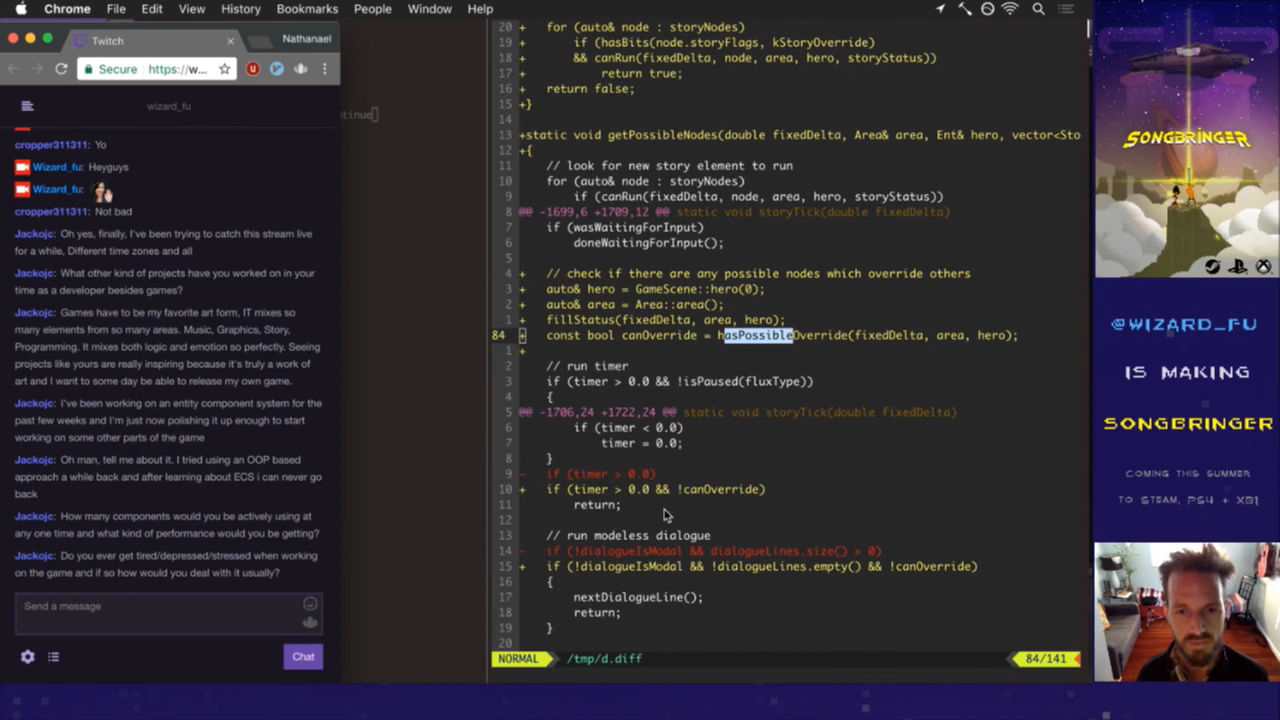 Chrome File Edit View History Bookmarks People Window Help
Twitch
Nathanael
Secure https://w...
wizard_fu
cropper311311: Yo
Wizard_fu: Heyguys
Wizard_fu:
cropper311311: Not bad
Jackojc: Oh yes, finally, I've been trying to catch this stream live
for a while, Different time zones and all
Jackojc: What other kind of projects have you worked on in your
time as a developer besides games?
Jackojc: Games have to be my favorite art form, IT mixes so
many elements from so many areas. Music, Graphics, Story,
Programming. It mixes both logic and emotion so perfectly. Seeing
projects like yours are really inspiring because it's truly a work of
art and I want to some day be able to release my own game.
Jackojc: I've been working on an entity component system for the
past few weeks and I'm just now polishing it up enough to start
working on some other parts of the game
Jackojc: Oh man, tell me about it. I tried using an OOP based
approach a while back and after learning about ECS i can never go
back
Jackojc: How many components would you be actively using at
any one time and what kind of performance would you be getting?
Jackojc: Do you ever get tired/depressed/stressed when working
on the game and if so how would you deal with it usually?
Send a message
Chat
tinue]
20 + for (auto& node : storyNodes)
19 + if (hasBits(node.storyFlags, kStoryOverride)
18 + && canRun(fixedDelta, node, area, hero, storyStatus))
17 + return true;
16 + return false;
15 +}
14
13 +static void getPossibleNodes(double fixedDelta, Area& area, Ent& hero, vector<Sto
12 +{
11 // look for new story element to run
10 for (auto& node : storyNodes)
9 if (canRun(fixedDelta, node, area, hero, storyStatus))
8 @@ -1699,6 +1709,12 @@ static void storyTick(double fixedDelta)
7 if (wasWaitingForInput)
6 doneWaitingForInput();
5
4 + // check if there are any possible nodes which override others
3 + auto& hero = GameScene::hero(0);
2 + auto& area = Area::area();
1 + fillStatus(fixedDelta, area, hero);
84 + const bool canOverride = hasPossibleOverride(fixedDelta, area, hero);
1 +
2 // run timer
3 if (timer > 0.0 && !isPaused(fluxType))
4 {
5 @@ -1706,24 +1722,24 @@ static void storyTick(double fixedDelta)
6 if (timer < 0.0)
7 timer = 0.0;
8 }
9 - if (timer > 0.0)
10 + if (timer > 0.0 && !canOverride)
11 return;
12
13 // run modeless dialogue
14 - if (!dialogueIsModal && dialogueLines.size() > 0)
15 + if (!dialogueIsModal && !dialogueLines.empty() && !canOverride)
16 {
17 nextDialogueLine();
18 return;
19 }
20
NORMAL /tmp/d.diff 84/141
SONGBRINGER
@WIZARD_FU
IS MAKING
SONGBRINGER
COMING THIS SUMMER
TO STEAM, PS4 + XB1